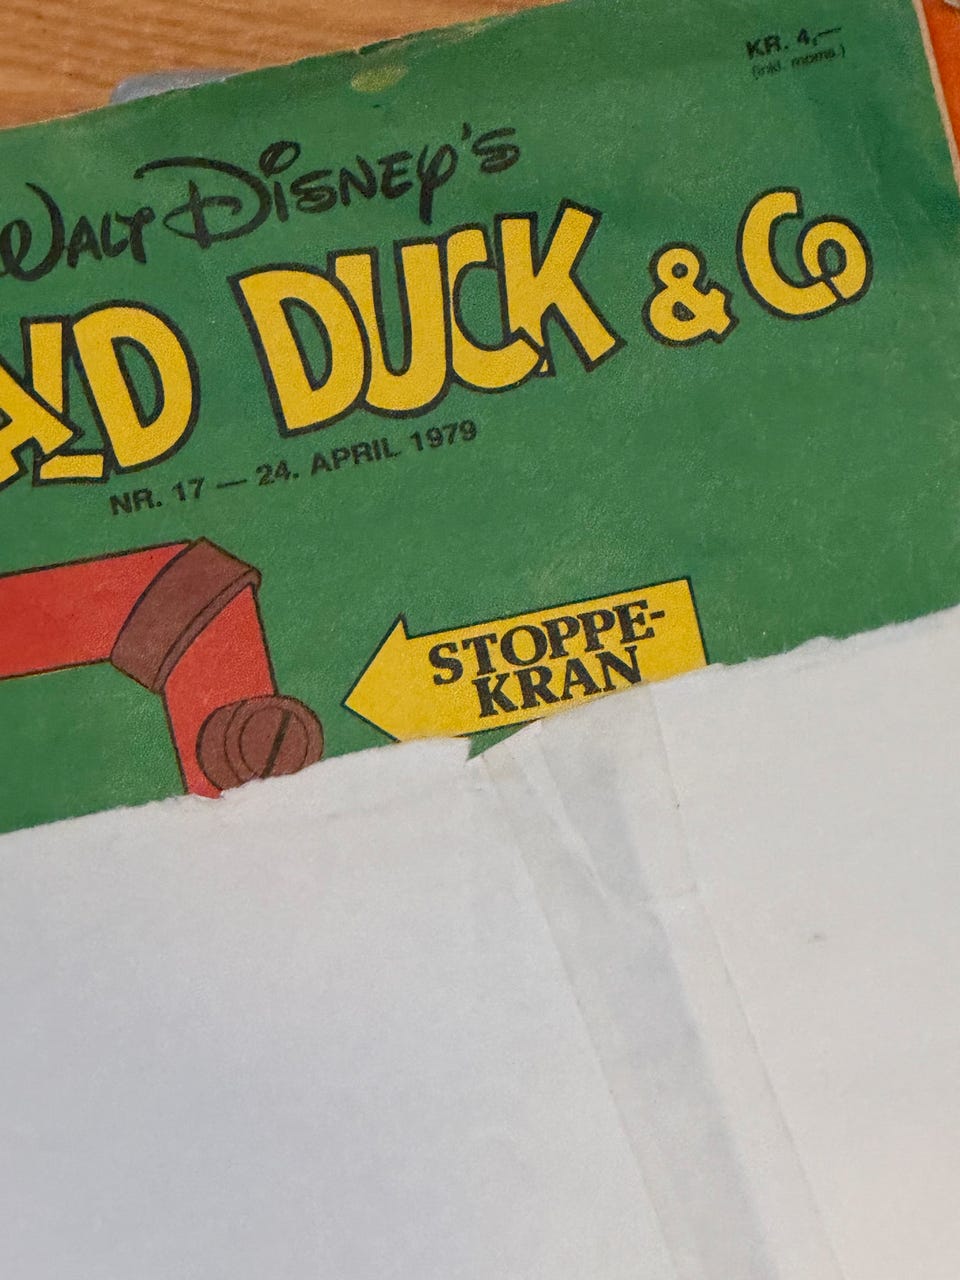 KR. 4,—
(inkl. moms.)
WALT DISNEY'S
ALD DUCK & Co
NR. 17 — 24. APRIL 1979
STOPPE-
KRAN